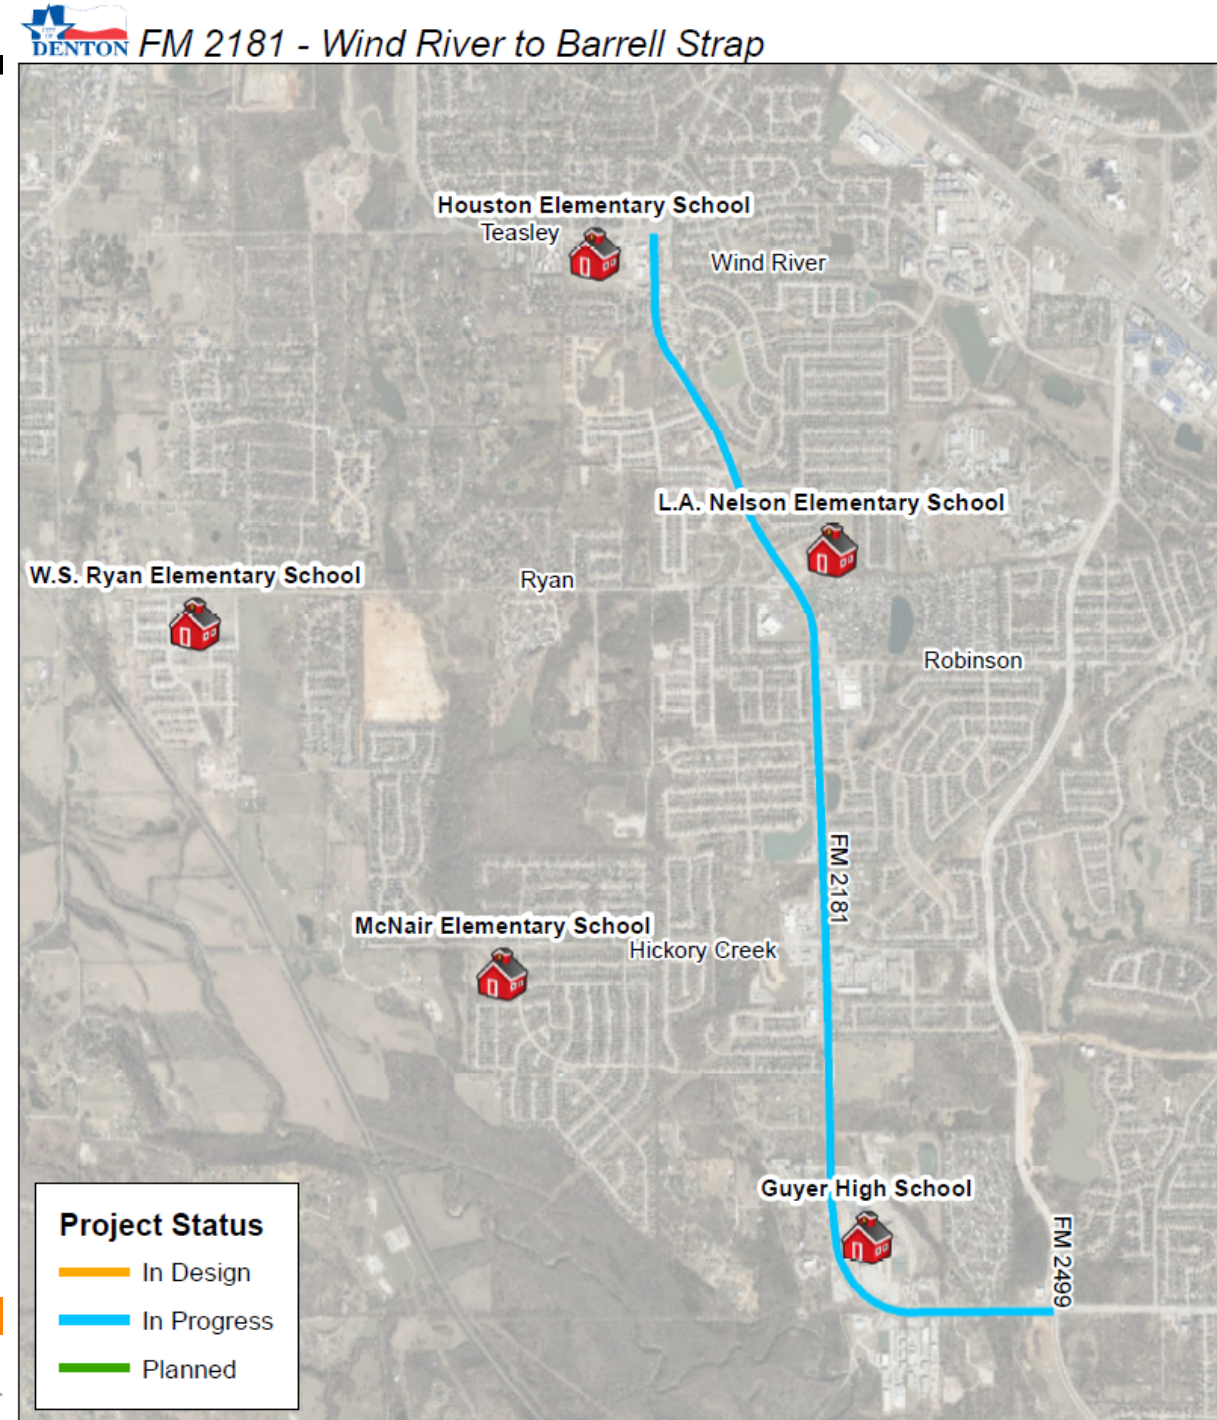 CITY
OF
DENTON
FM 2181 - Wind River to Barrell Strap
Houston Elementary School
Teasley
Wind River
L.A. Nelson Elementary School
W.S. Ryan Elementary School
Ryan
Robinson
FM 2181
McNair Elementary School
Hickory Creek
Guyer High School
FM 2499
Project Status
In Design
In Progress
Planned